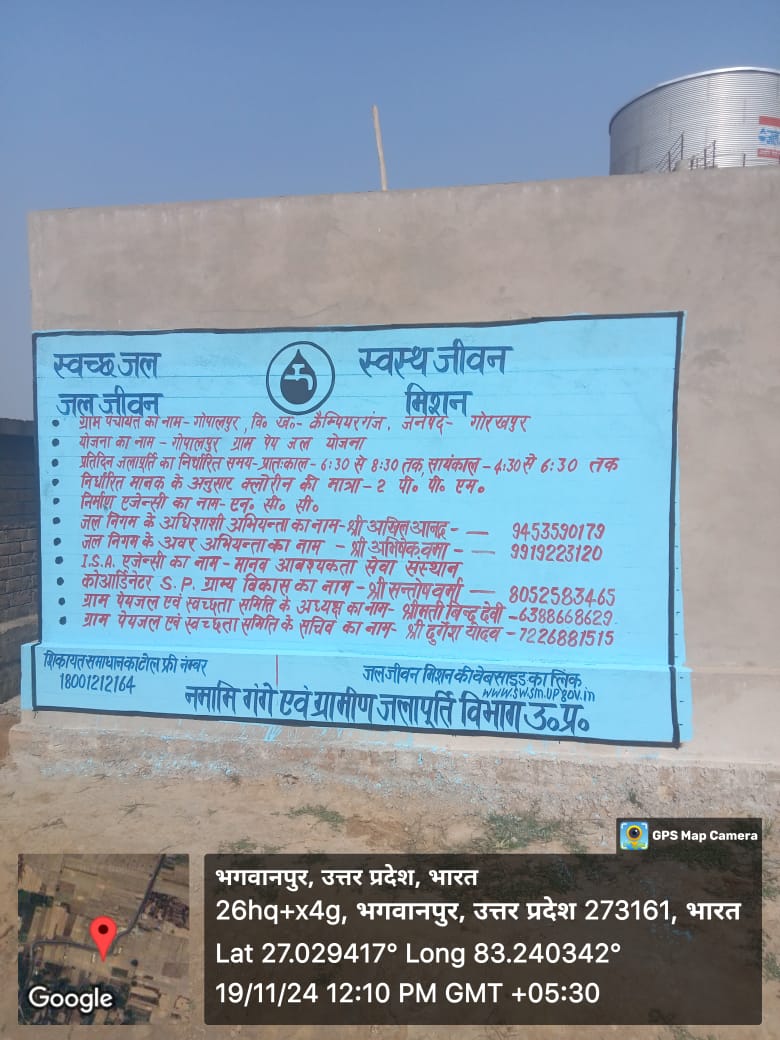 स्वच्छ जल स्वस्थ जीवन
जल जीवन मिशन
ग्राम पंचायत का नाम- गोपालपुर, वि० ख०- कैम्पियरगंज, जनपद- गोरखपुर
योजना का नाम - गोपालपुर ग्राम पेय जल योजना
प्रतिदिन जलापूर्ति का निर्धारित समय- प्रातःकाल- 6:30 से 8:30 तक, सायंकाल- 4:30 से 6:30 तक
निर्धारित मानक के अनुसार क्लोरीन की मात्रा- 2 पी० पी० एम०
निर्माण एजेन्सी का नाम- एन० सी० सी०
जल निगम के अधिशाशी अभियन्ता का नाम- श्री अखिल आनन्द - — 9453590179
जल निगम के अवर अभियन्ता का नाम - श्री अभिषेक वर्मा - 9919223120
I.S.A. एजेन्सी का नाम- मानव आवश्यकता सेवा संस्थान
कोआर्डिनेटर S.P. ग्राम्य विकास का नाम- श्री सन्तोष वर्मा — 8052583465
ग्राम पेयजल एवं स्वच्छता समिति के अध्यक्ष का नाम- श्रीमती बिन्दु देवी -6388668629
ग्राम पेयजल एवं स्वच्छता समिति के सचिव का नाम- श्री दुर्गेश यादव - 7226881515
शिकायत समाधान का टोल फ्री नंम्बर
18001212164
जल जीवन मिशन की वेबसाइड का लिंक
www.swsm.up.gov.in
नमामि गंगे एवं ग्रामीण जलापूर्ति विभाग उ०प्र०
GPS Map Camera
भगवानपुर, उत्तर प्रदेश, भारत
26hq+x4g, भगवानपुर, उत्तर प्रदेश 273161, भारत
Lat 27.029417° Long 83.240342°
19/11/24 12:10 PM GMT +05:30
Google